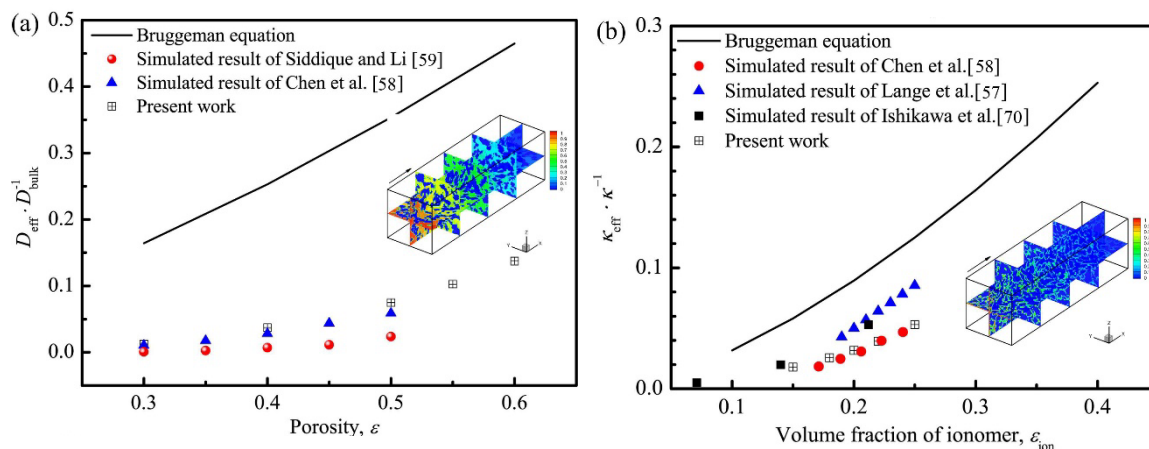 (a)
0.5
0.4
0.3
0.2
0.1
0.0
D_eff · D_bulk^-1
Bruggeman equation
Simulated result of Siddique and Li [59]
Simulated result of Chen et al. [58]
Present work
0.3
0.4
0.5
0.6
Porosity, ε
Z
Y
X
(b)
0.3
0.2
0.1
0.0
κ_eff · κ^-1
Bruggeman equation
Simulated result of Chen et al.[58]
Simulated result of Lange et al.[57]
Simulated result of Ishikawa et al.[70]
Present work
0.1
0.2
0.3
0.4
Volume fraction of ionomer, ε_ion
Z
Y
X